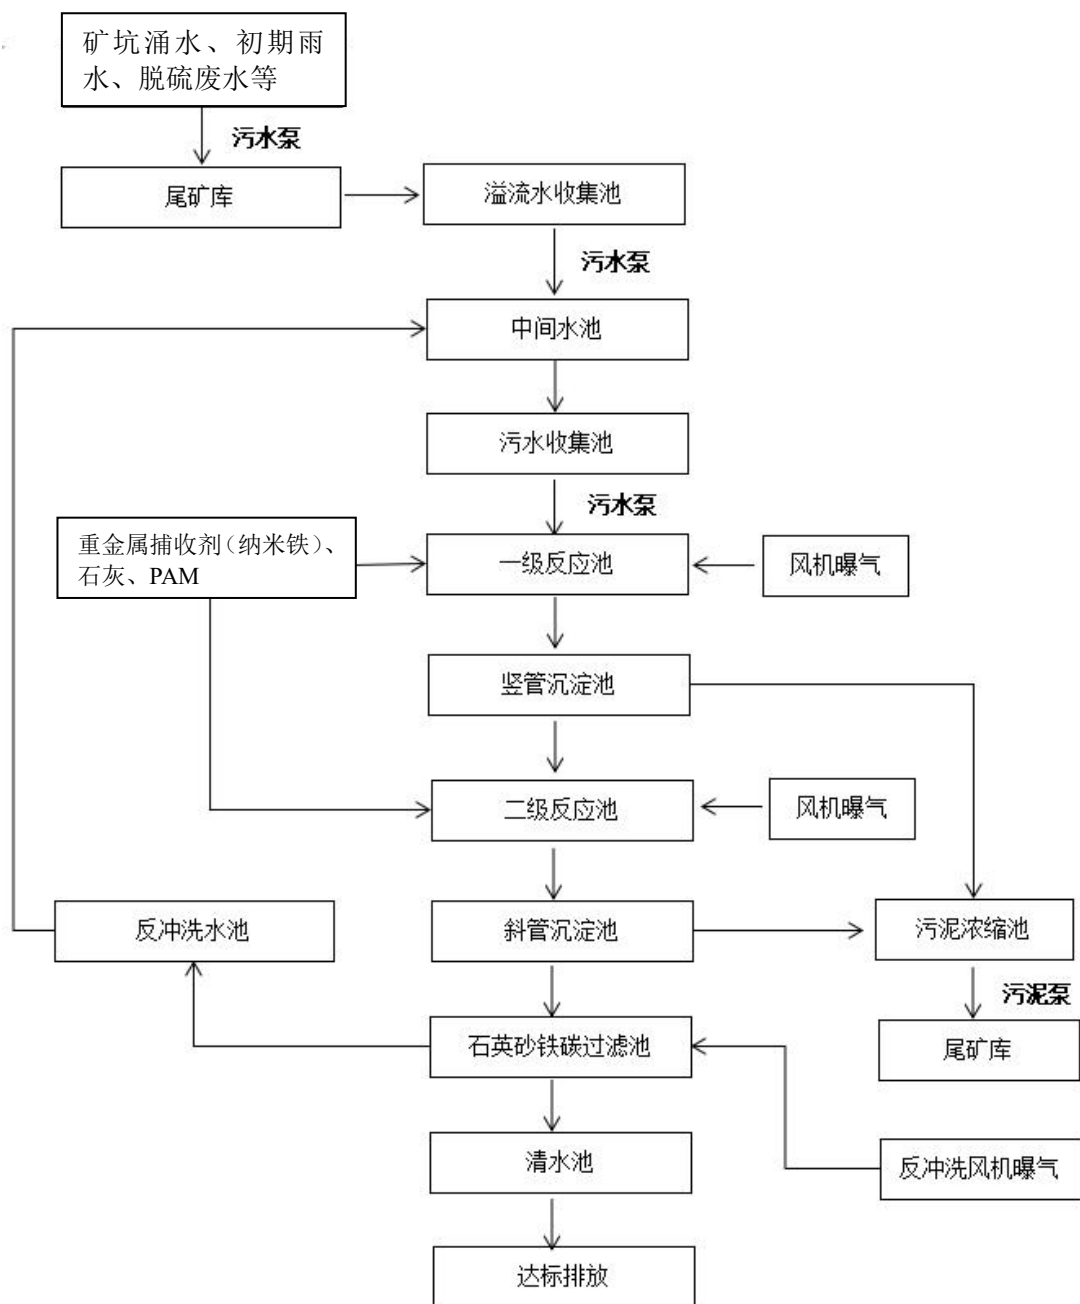 矿坑涌水、初期雨
水、脱硫废水等
污水泵
尾矿库
溢流水收集池
污水泵
中间水池
污水收集池
污水泵
重金属捕收剂（纳米铁）、
石灰、PAM
一级反应池
风机曝气
竖管沉淀池
二级反应池
风机曝气
反冲洗水池
斜管沉淀池
污泥浓缩池
污泥泵
石英砂铁碳过滤池
尾矿库
清水池
反冲洗风机曝气
达标排放